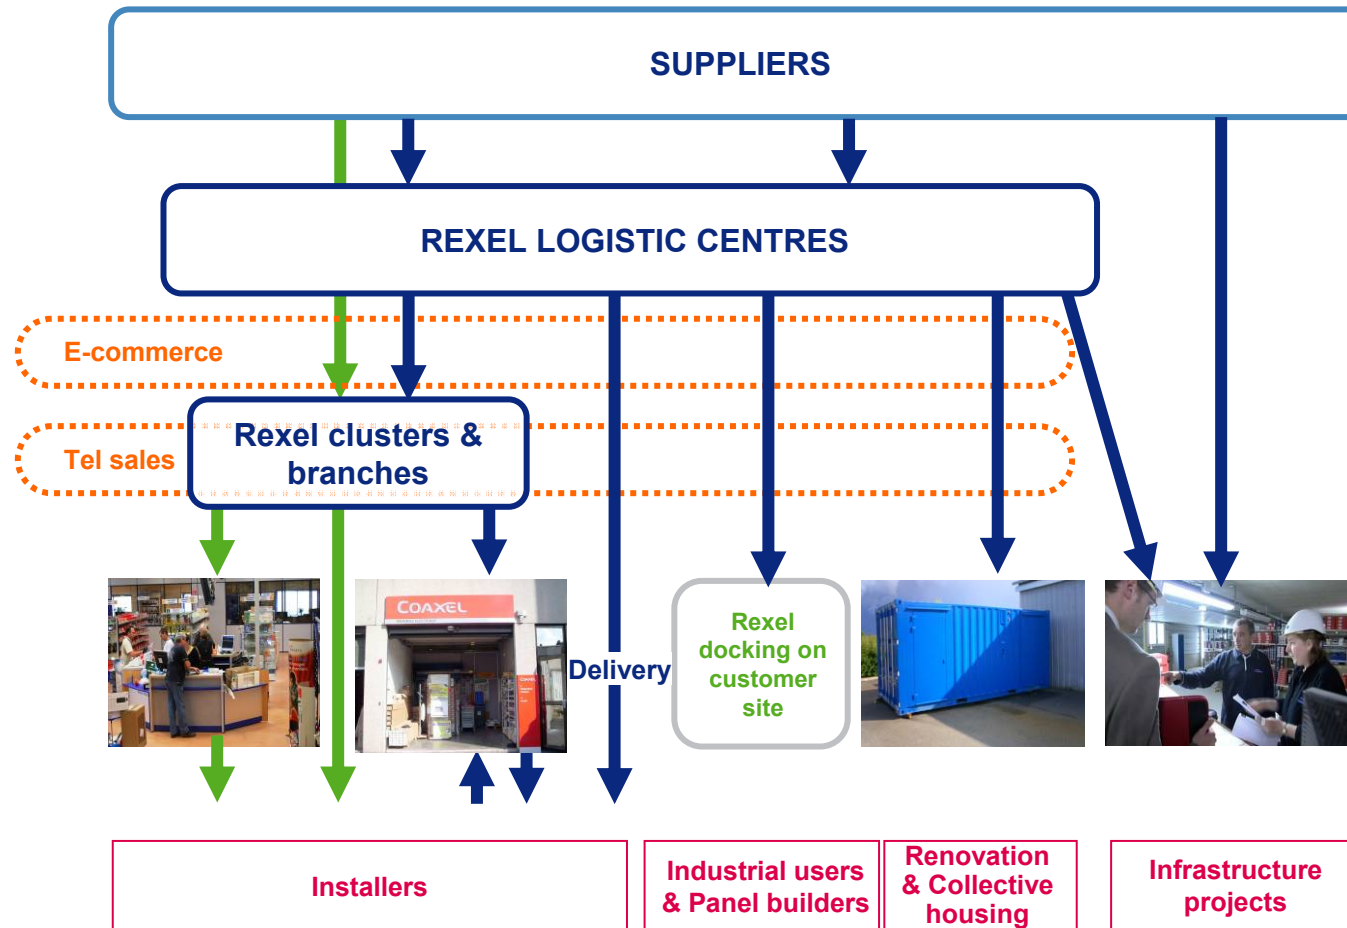 SUPPLIERS
REXEL LOGISTIC CENTRES
E-commerce
Rexel clusters &
branches
Tel sales
COAXEL
COAXEL
Delivery
Rexel
docking on
customer
site
Installers
Industrial users
& Panel builders
Renovation
& Collective
housing
Infrastructure
projects